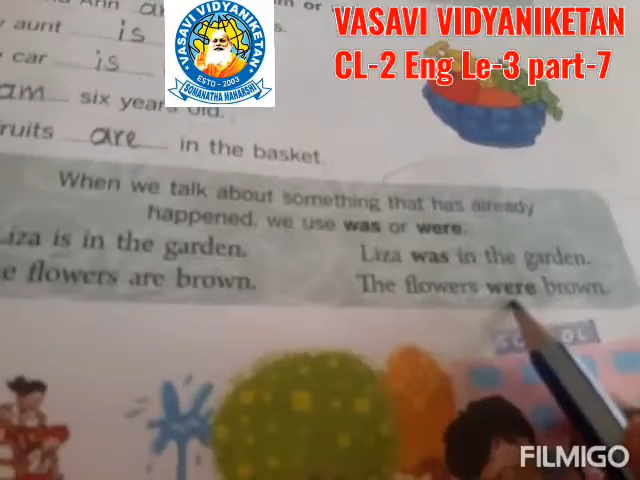 VASAVI VIDYANIKETAN
CL-2 Eng Le-3 part-7
VASAVI VIDYANIKETAN
ESTD - 2003
SOMANATHA MAHARSHI
aunt is
car is
am six years old.
are in the basket.
When we talk about something that has already
happened, we use was or were.
Liza is in the garden.
Liza was in the garden.
flowers are brown.
The flowers were brown.
SCHOOL
FILMIGO